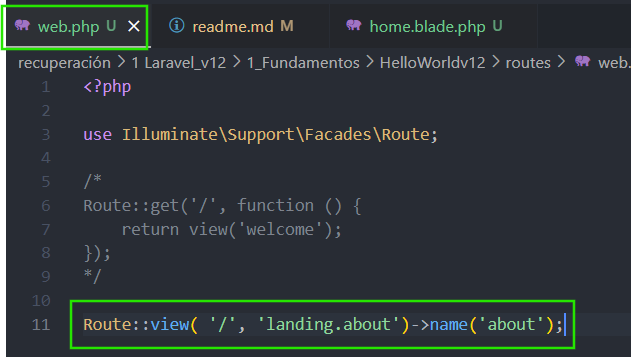 web.php U × readme.md M home.blade.php U
recuperación > 1 Laravel_v12 > 1_Fundamentos > HelloWorldv12 > routes > web.
1 <?php
2
3 use Illuminate\Support\Facades\Route;
4
5 /*
6 Route::get('/', function () {
7     return view('welcome');
8 });
9 */
10
11 Route::view( '/', 'landing.about')->name('about');